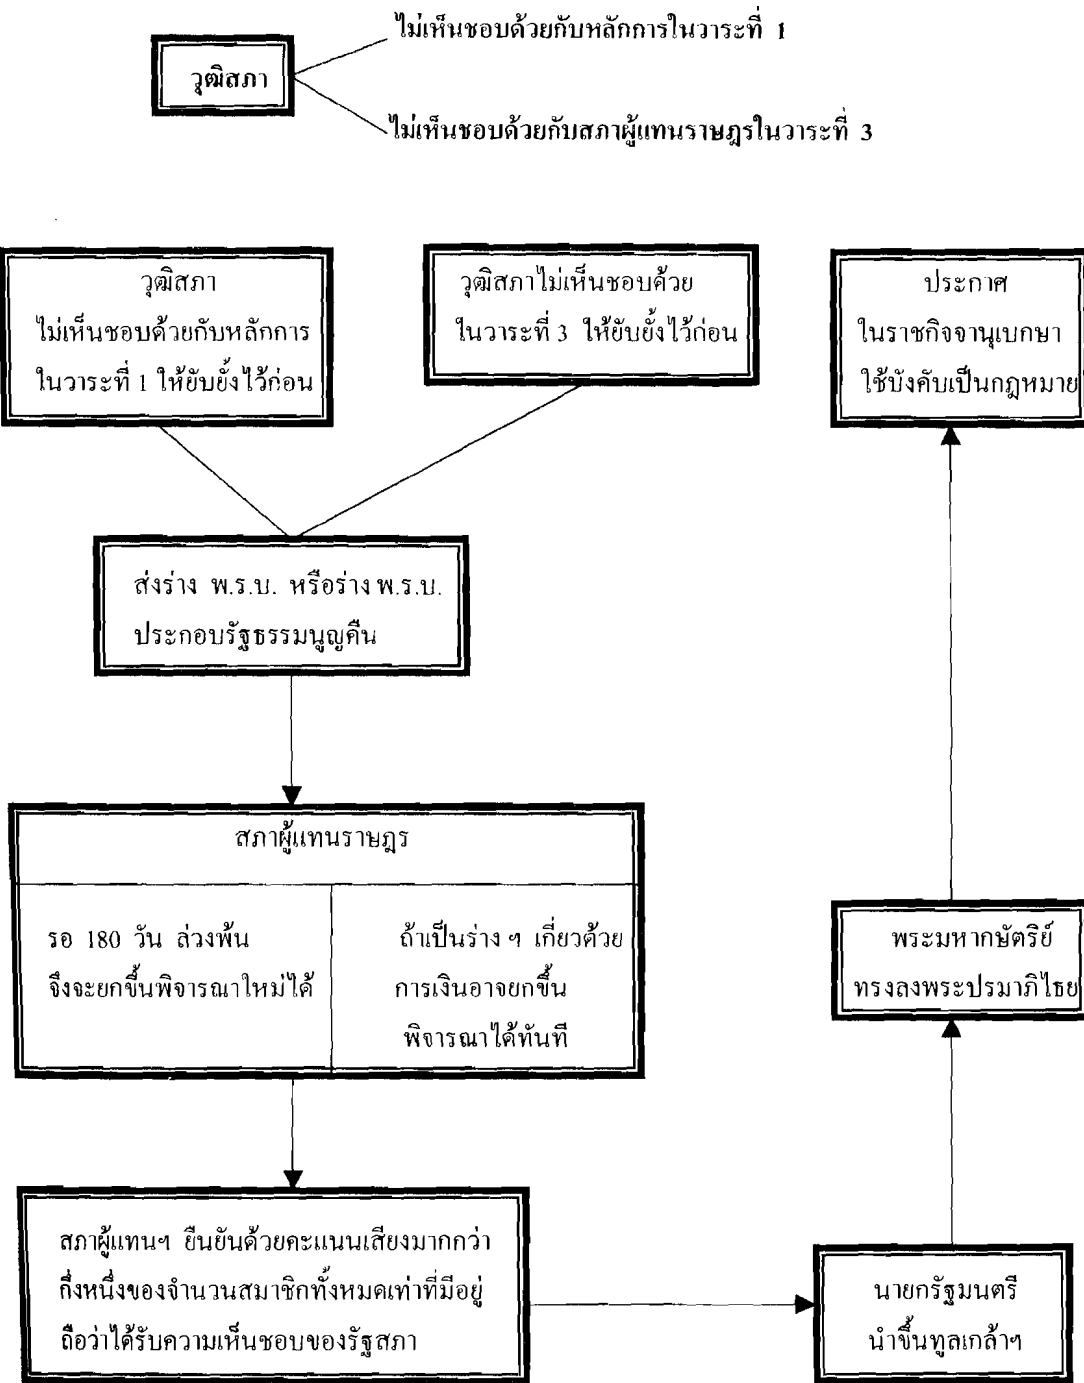 ไม่เห็นชอบด้วยกับหลักการในวาระที่ 1
วุฒิสภา
ไม่เห็นชอบด้วยกับสภาผู้แทนราษฎรในวาระที่ 3
วุฒิสภา
ไม่เห็นชอบด้วยกับหลักการ
ในวาระที่ 1 ให้ยับยั้งไว้ก่อน
วุฒิสภาไม่เห็นชอบด้วย
ในวาระที่ 3 ให้ยับยั้งไว้ก่อน
ประกาศ
ในราชกิจจานุเบกษา
ใช้บังคับเป็นกฎหมาย
ส่งร่าง พ.ร.บ. หรือร่าง พ.ร.บ.
ประกอบรัฐธรรมนูญคืน
สภาผู้แทนราษฎร
รอ 180 วัน ล่วงพ้น
จึงจะยกขึ้นพิจารณาใหม่ได้
ถ้าเป็นร่าง ฯ เกี่ยวด้วย
การเงินอาจยกขึ้น
พิจารณาได้ทันที
พระมหากษัตริย์
ทรงลงพระปรมาภิไธย
สภาผู้แทนฯ ยืนยันด้วยคะแนนเสียงมากกว่า
กึ่งหนึ่งของจำนวนสมาชิกทั้งหมดเท่าที่มีอยู่
ถือว่าได้รับความเห็นชอบของรัฐสภา
นายกรัฐมนตรี
นำขึ้นทูลเกล้าฯ